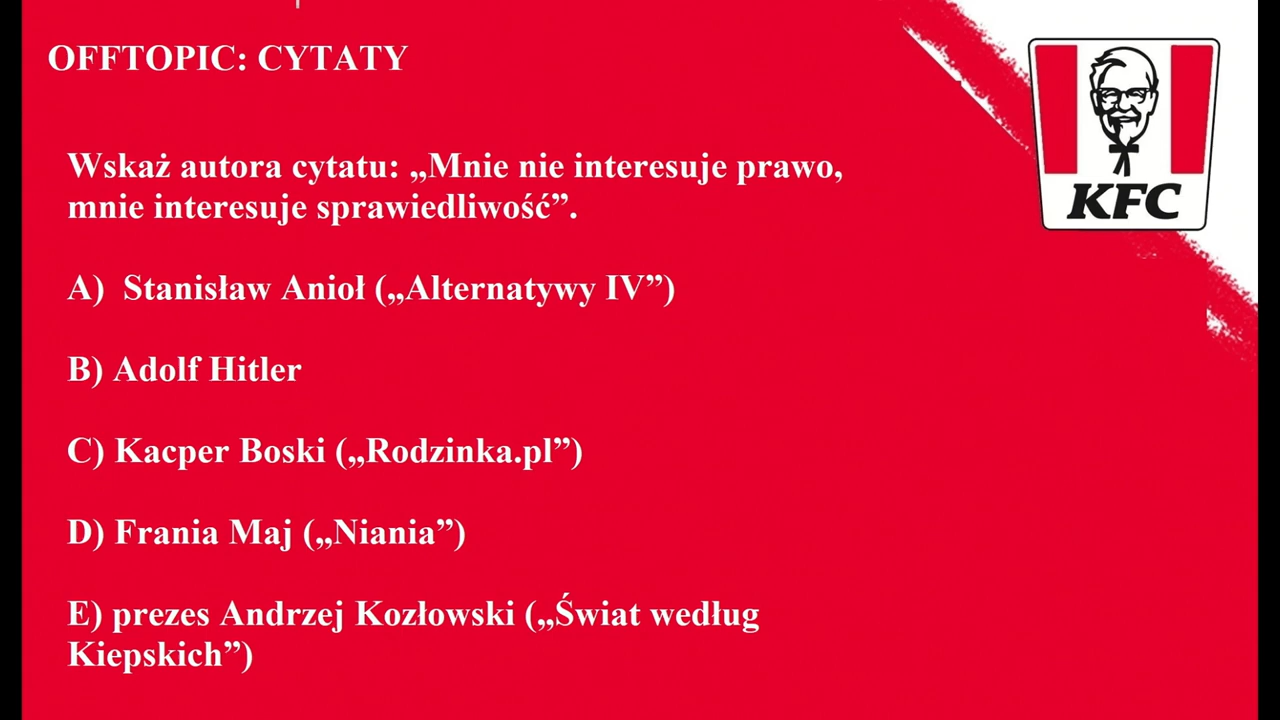 OFFTOPIC: CYTATY
KFC
Wskaż autora cytatu: „Mnie nie interesuje prawo,
mnie interesuje sprawiedliwość”.
A) Stanisław Anioł („Alternatywy IV”)
B) Adolf Hitler
C) Kacper Boski („Rodzinka.pl”)
D) Frania Maj („Niania”)
E) prezes Andrzej Kozłowski („Świat według
Kiepskich”)